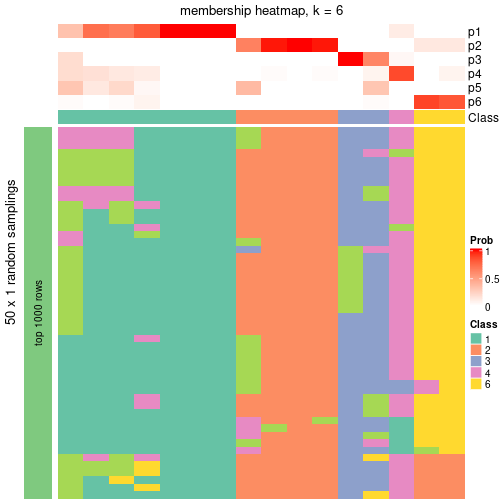 membership heatmap, k = 6
p1
p2
p3
p4
p5
p6
Class
50 x 1 random samplings
top 1000 rows
Prob
1
0.5
0
Class
1
2
3
4
6